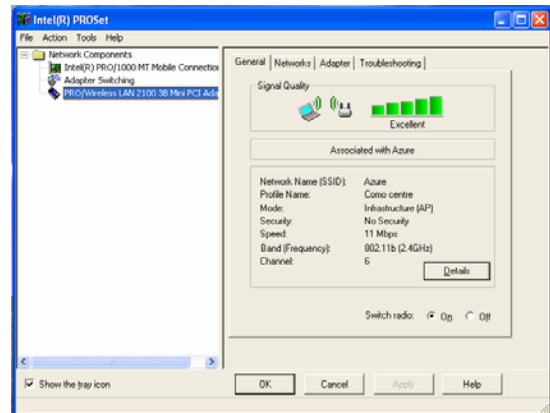 Intel(R) PROSet
File Action Tools Help
Network Components
Intel(R) PRO/1000 MT Mobile Connection
Adapter Switching
PRO/Wireless LAN 2100 3B Mini PCI Ada
General Networks Adapter Troubleshooting
Signal Quality
Excellent
Associated with Azure
Network Name (SSID): Azure
Profile Name: Como centre
Mode: Infrastructure (AP)
Security: No Security
Speed: 11 Mbps
Band (Frequency): 802.11b (2.4GHz)
Channel: 6
Details
Switch radio: On Off
Show the tray icon
OK Cancel Apply Help